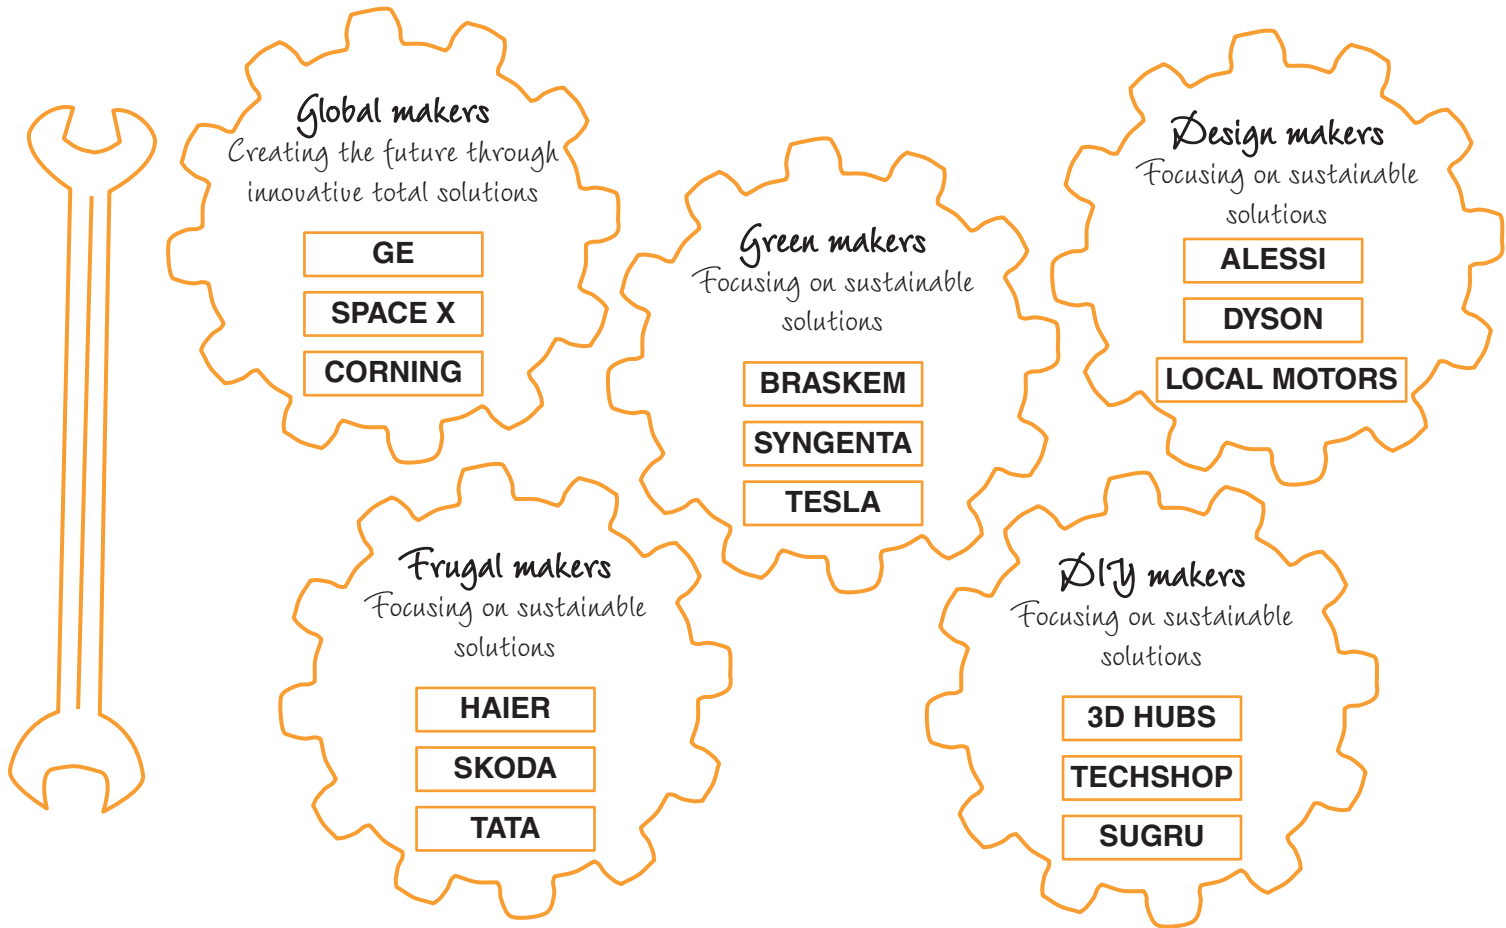 Global makers
Creating the future through
innovative total solutions
GE
SPACE X
CORNING
Green makers
Focusing on sustainable
solutions
BRASKEM
SYNGENTA
TESLA
Design makers
Focusing on sustainable
solutions
ALESSI
DYSON
LOCAL MOTORS
Frugal makers
Focusing on sustainable
solutions
HAIER
SKODA
TATA
DIY makers
Focusing on sustainable
solutions
3D HUBS
TECHSHOP
SUGRU